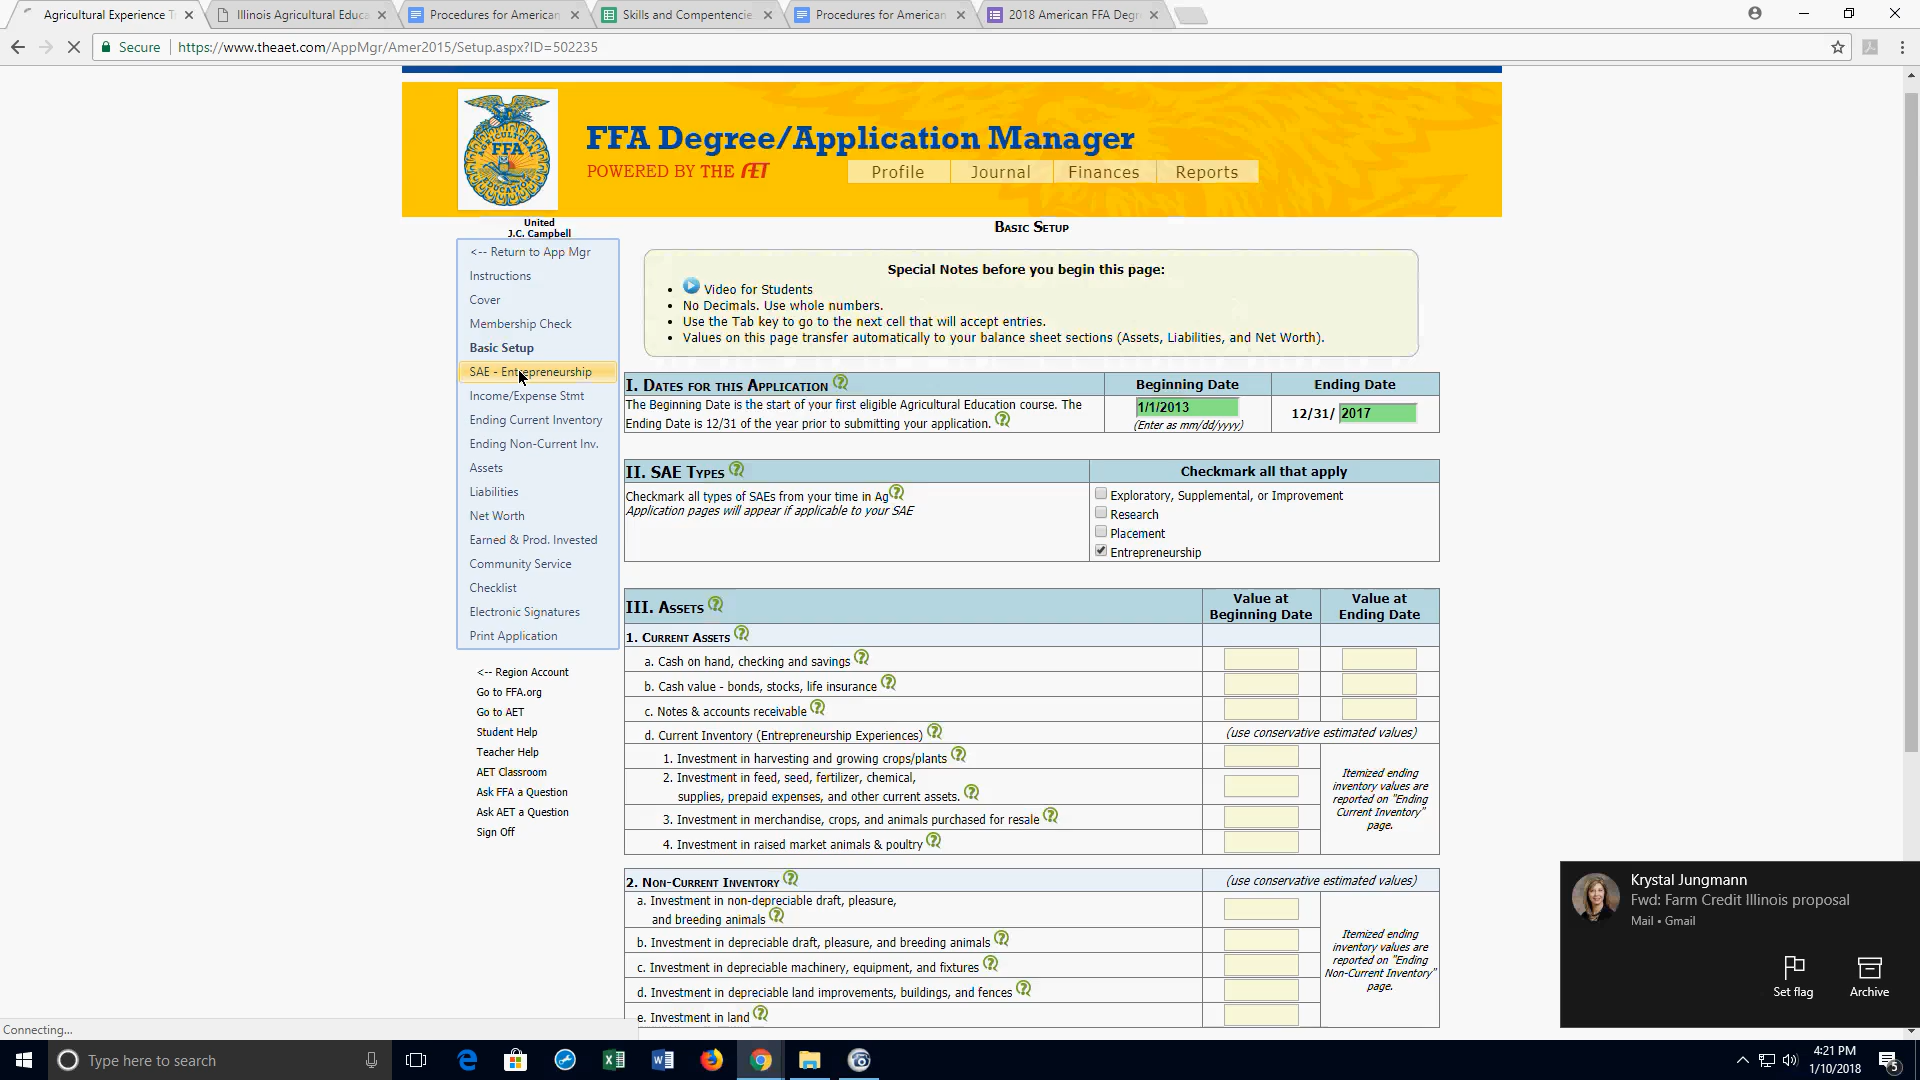 Agricultural Experience T
Illinois Agricultural Educa
Procedures for American
Skills and Competencie
Procedures for American
2018 American FFA Degr
Secure
https://www.theaet.com/AppMgr/Amer2015/Setup.aspx?ID=502235
FFA
AGRICULTURAL
EDUCATION
FFA Degree/Application Manager
POWERED BY THE AET
Profile
Journal
Finances
Reports
United
J.C. Campbell
<-- Return to App Mgr
Instructions
Cover
Membership Check
Basic Setup
SAE - Entrepreneurship
Income/Expense Stmt
Ending Current Inventory
Ending Non-Current Inv.
Assets
Liabilities
Net Worth
Earned & Prod. Invested
Community Service
Checklist
Electronic Signatures
Print Application
<-- Region Account
Go to FFA.org
Go to AET
Student Help
Teacher Help
AET Classroom
Ask FFA a Question
Ask AET a Question
Sign Off
Basic Setup
Special Notes before you begin this page:
• Video for Students
• No Decimals. Use whole numbers.
• Use the Tab key to go to the next cell that will accept entries.
• Values on this page transfer automatically to your balance sheet sections (Assets, Liabilities, and Net Worth).
I. Dates for this Application
Beginning Date
Ending Date
The Beginning Date is the start of your first eligible Agricultural Education course. The
Ending Date is 12/31 of the year prior to submitting your application.
1/1/2013
(Enter as mm/dd/yyyy)
12/31/ 2017
II. SAE Types
Checkmark all that apply
Checkmark all types of SAEs from your time in Ag
Application pages will appear if applicable to your SAE
Exploratory, Supplemental, or Improvement
Research
Placement
Entrepreneurship
III. Assets
Value at
Beginning Date
Value at
Ending Date
1. Current Assets
a. Cash on hand, checking and savings
b. Cash value - bonds, stocks, life insurance
c. Notes & accounts receivable
d. Current Inventory (Entrepreneurship Experiences)
(use conservative estimated values)
1. Investment in harvesting and growing crops/plants
2. Investment in feed, seed, fertilizer, chemical,
supplies, prepaid expenses, and other current assets.
3. Investment in merchandise, crops, and animals purchased for resale
4. Investment in raised market animals & poultry
Itemized ending
inventory values are
reported on "Ending
Current Inventory"
page.
2. Non-Current Inventory
(use conservative estimated values)
a. Investment in non-depreciable draft, pleasure,
and breeding animals
b. Investment in depreciable draft, pleasure, and breeding animals
c. Investment in depreciable machinery, equipment, and fixtures
d. Investment in depreciable land improvements, buildings, and fences
e. Investment in land
Itemized ending
inventory values are
reported on "Ending
Non-Current Inventory"
page.
Krystal Jungmann
Fwd: Farm Credit Illinois proposal
Mail • Gmail
Set flag
Archive
Connecting...
Type here to search
4:21 PM
1/10/2018
5